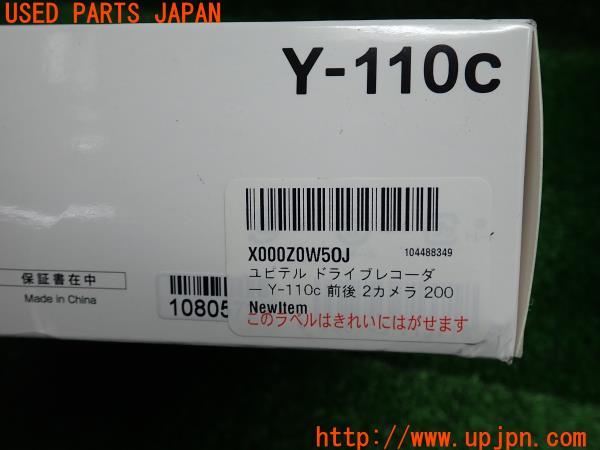 USED PARTS JAPAN
Y-110c
X000Z0W5OJ
104488349
ユピテル ドライブレコーダ
ー Y-110c 前後 2カメラ 200
NewItem
このラベルはきれいにはがせます
保証書在中
Made in China
10805
http://www.upjpn.com